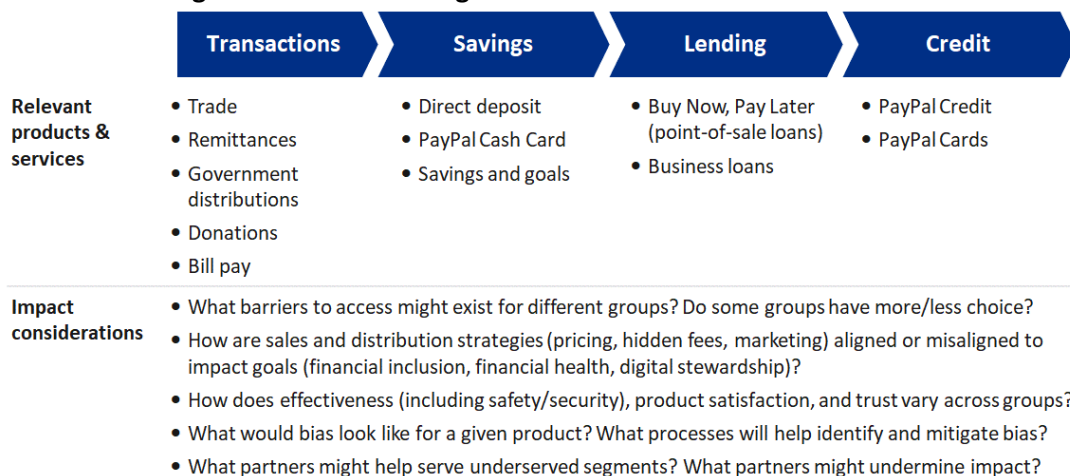 Transactions
Savings
Lending
Credit
Relevant
products &
services
• Trade
• Remittances
• Government
distributions
• Donations
• Bill pay
• Direct deposit
• PayPal Cash Card
• Savings and goals
• Buy Now, Pay Later
(point-of-sale loans)
• Business loans
• PayPal Credit
• PayPal Cards
Impact
considerations
• What barriers to access might exist for different groups? Do some groups have more/less choice?
• How are sales and distribution strategies (pricing, hidden fees, marketing) aligned or misaligned to
impact goals (financial inclusion, financial health, digital stewardship)?
• How does effectiveness (including safety/security), product satisfaction, and trust vary across groups?
• What would bias look like for a given product? What processes will help identify and mitigate bias?
• What partners might help serve underserved segments? What partners might undermine impact?